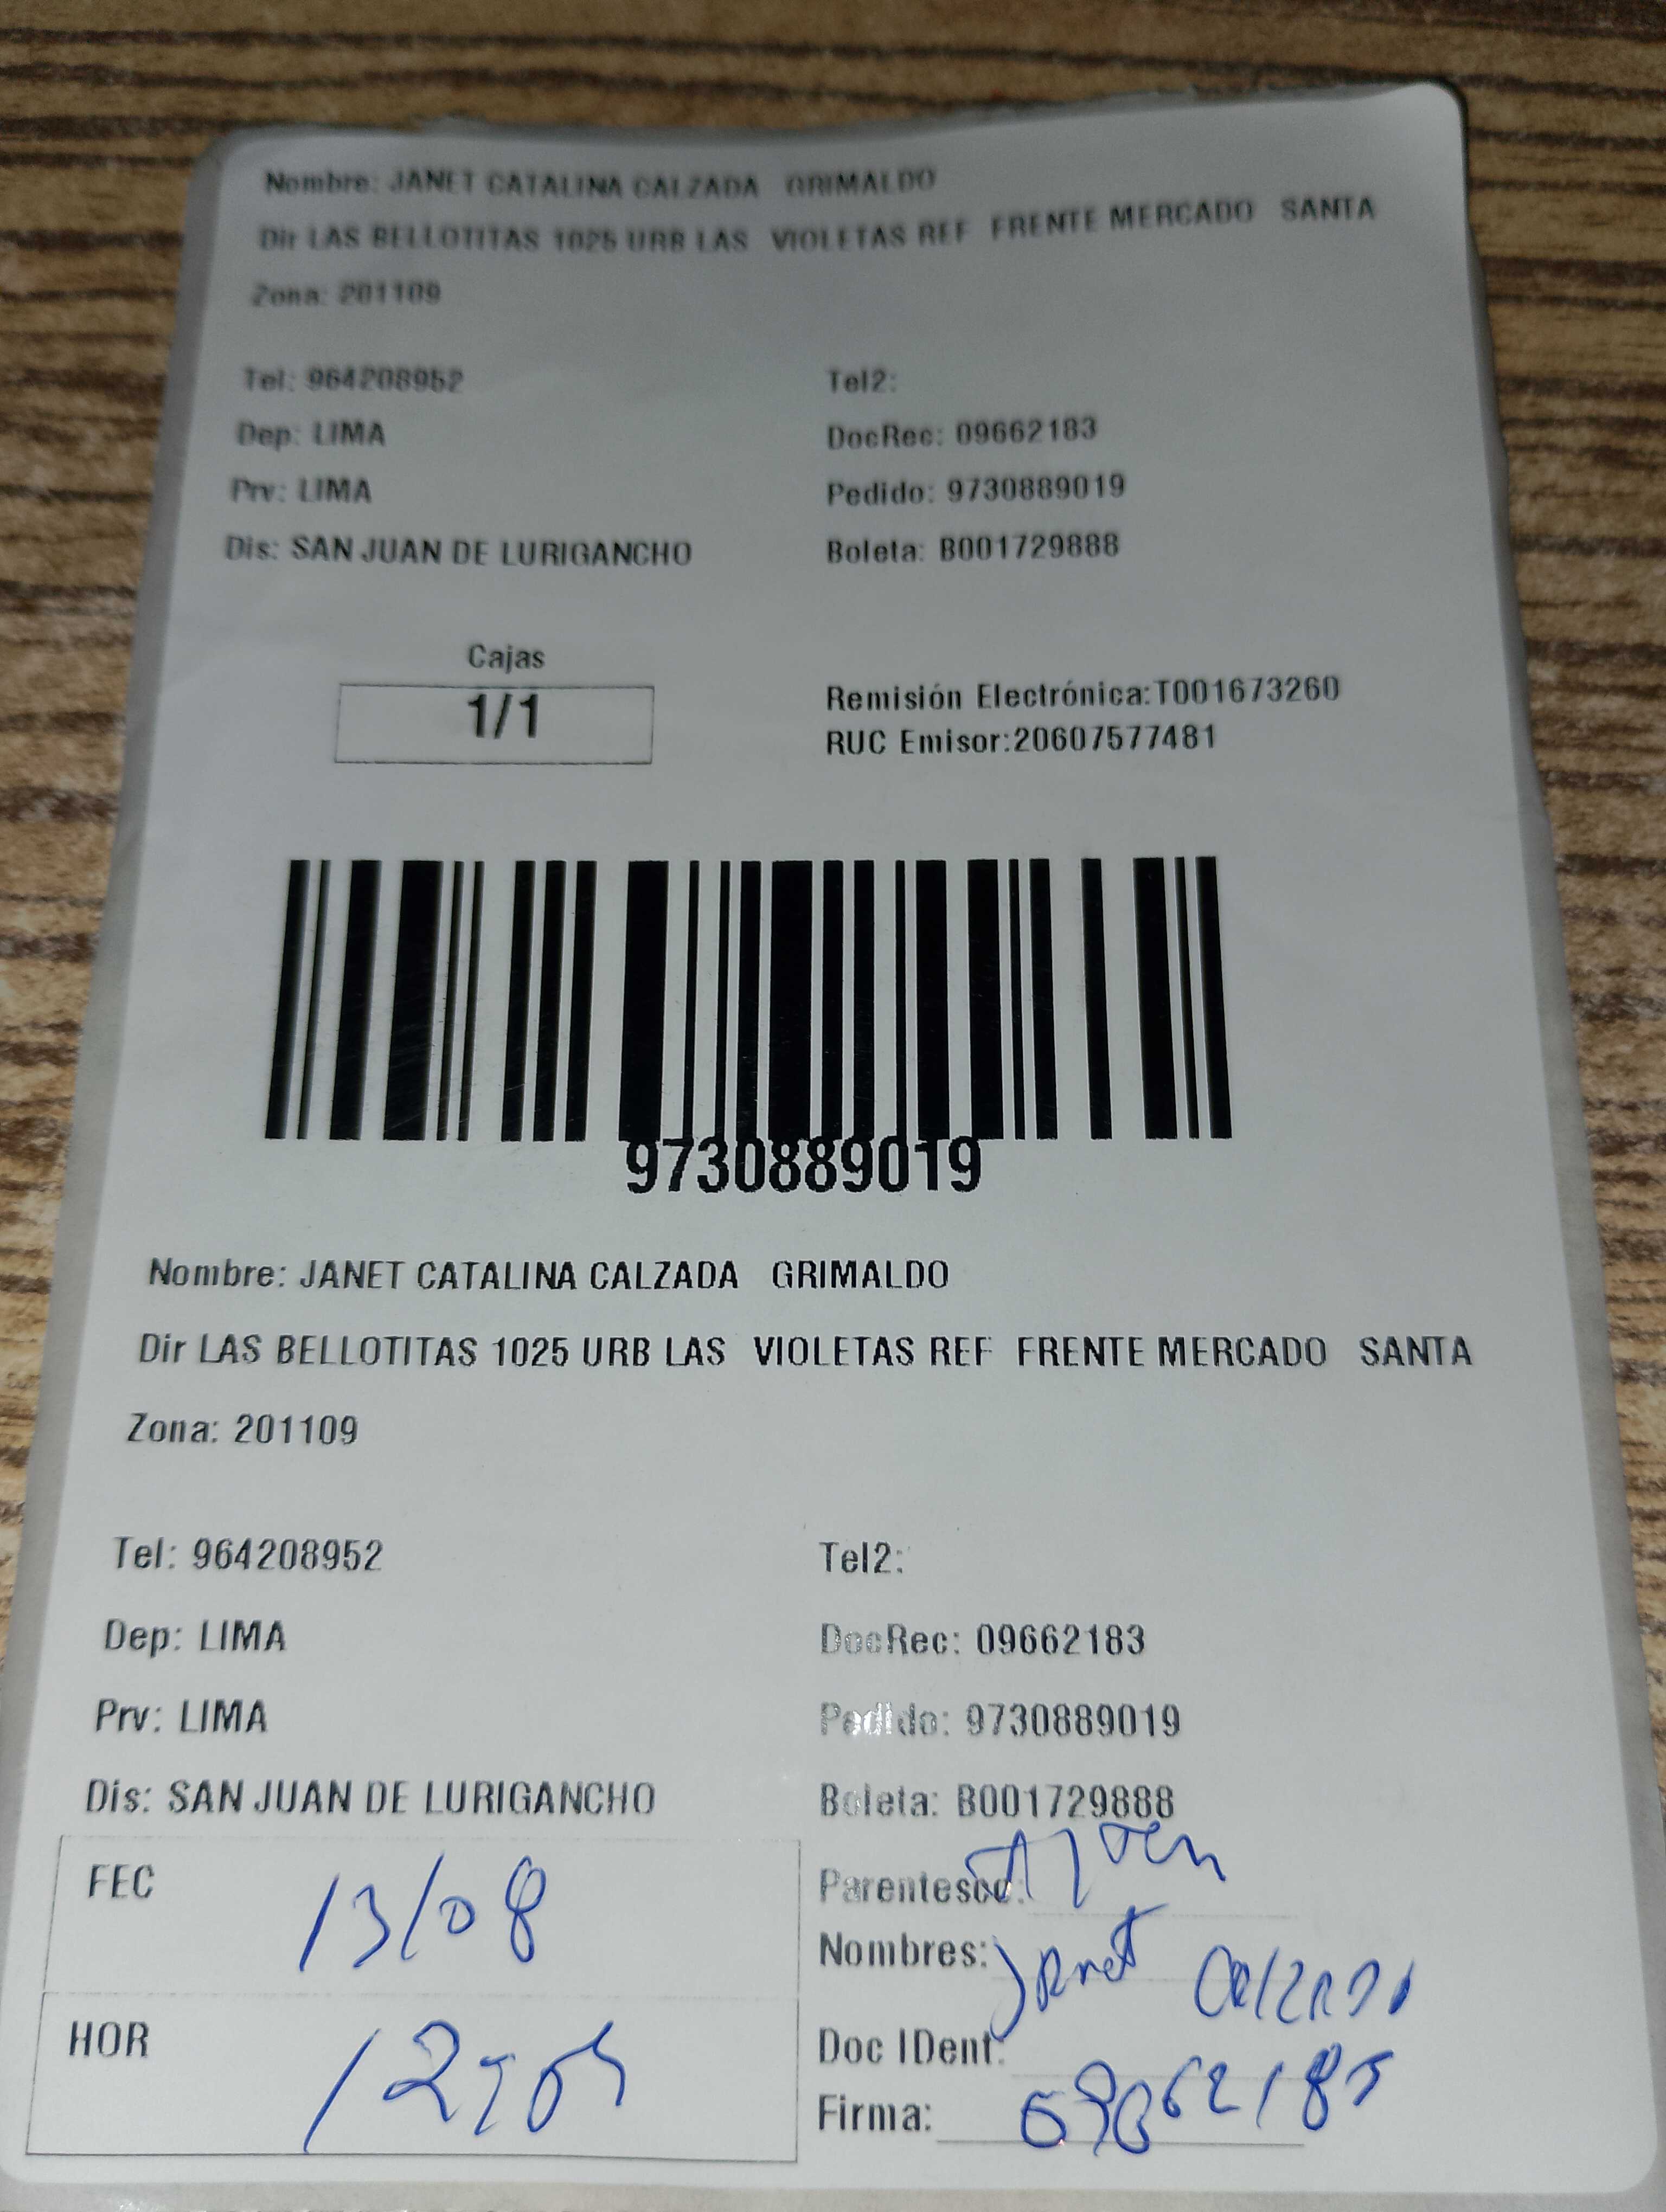 Nombre: JANET CATALINA CALZADA GRIMALDO
Dir LAS BELLOTITAS 1025 URB LAS VIOLETAS REF FRENTE MERCADO SANTA
Zona: 201109
Tel: 964208952 Tel2:
Dep: LIMA DocRec: 09662183
Prv: LIMA Pedido: 9730889019
Dis: SAN JUAN DE LURIGANCHO Boleta: B001729888
Cajas
1/1
Remisión Electrónica:T001673260
RUC Emisor:20607577481
9730889019
Nombre: JANET CATALINA CALZADA GRIMALDO
Dir LAS BELLOTITAS 1025 URB LAS VIOLETAS REF FRENTE MERCADO SANTA
Zona: 201109
Tel: 964208952 Tel2:
Dep: LIMA DocRec: 09662183
Prv: LIMA Pedido: 9730889019
Dis: SAN JUAN DE LURIGANCHO Boleta: B001729888
FEC 13/08
Parentesco:
Nombres: Janet Calzada
HOR
Doc IDent:
Firma: